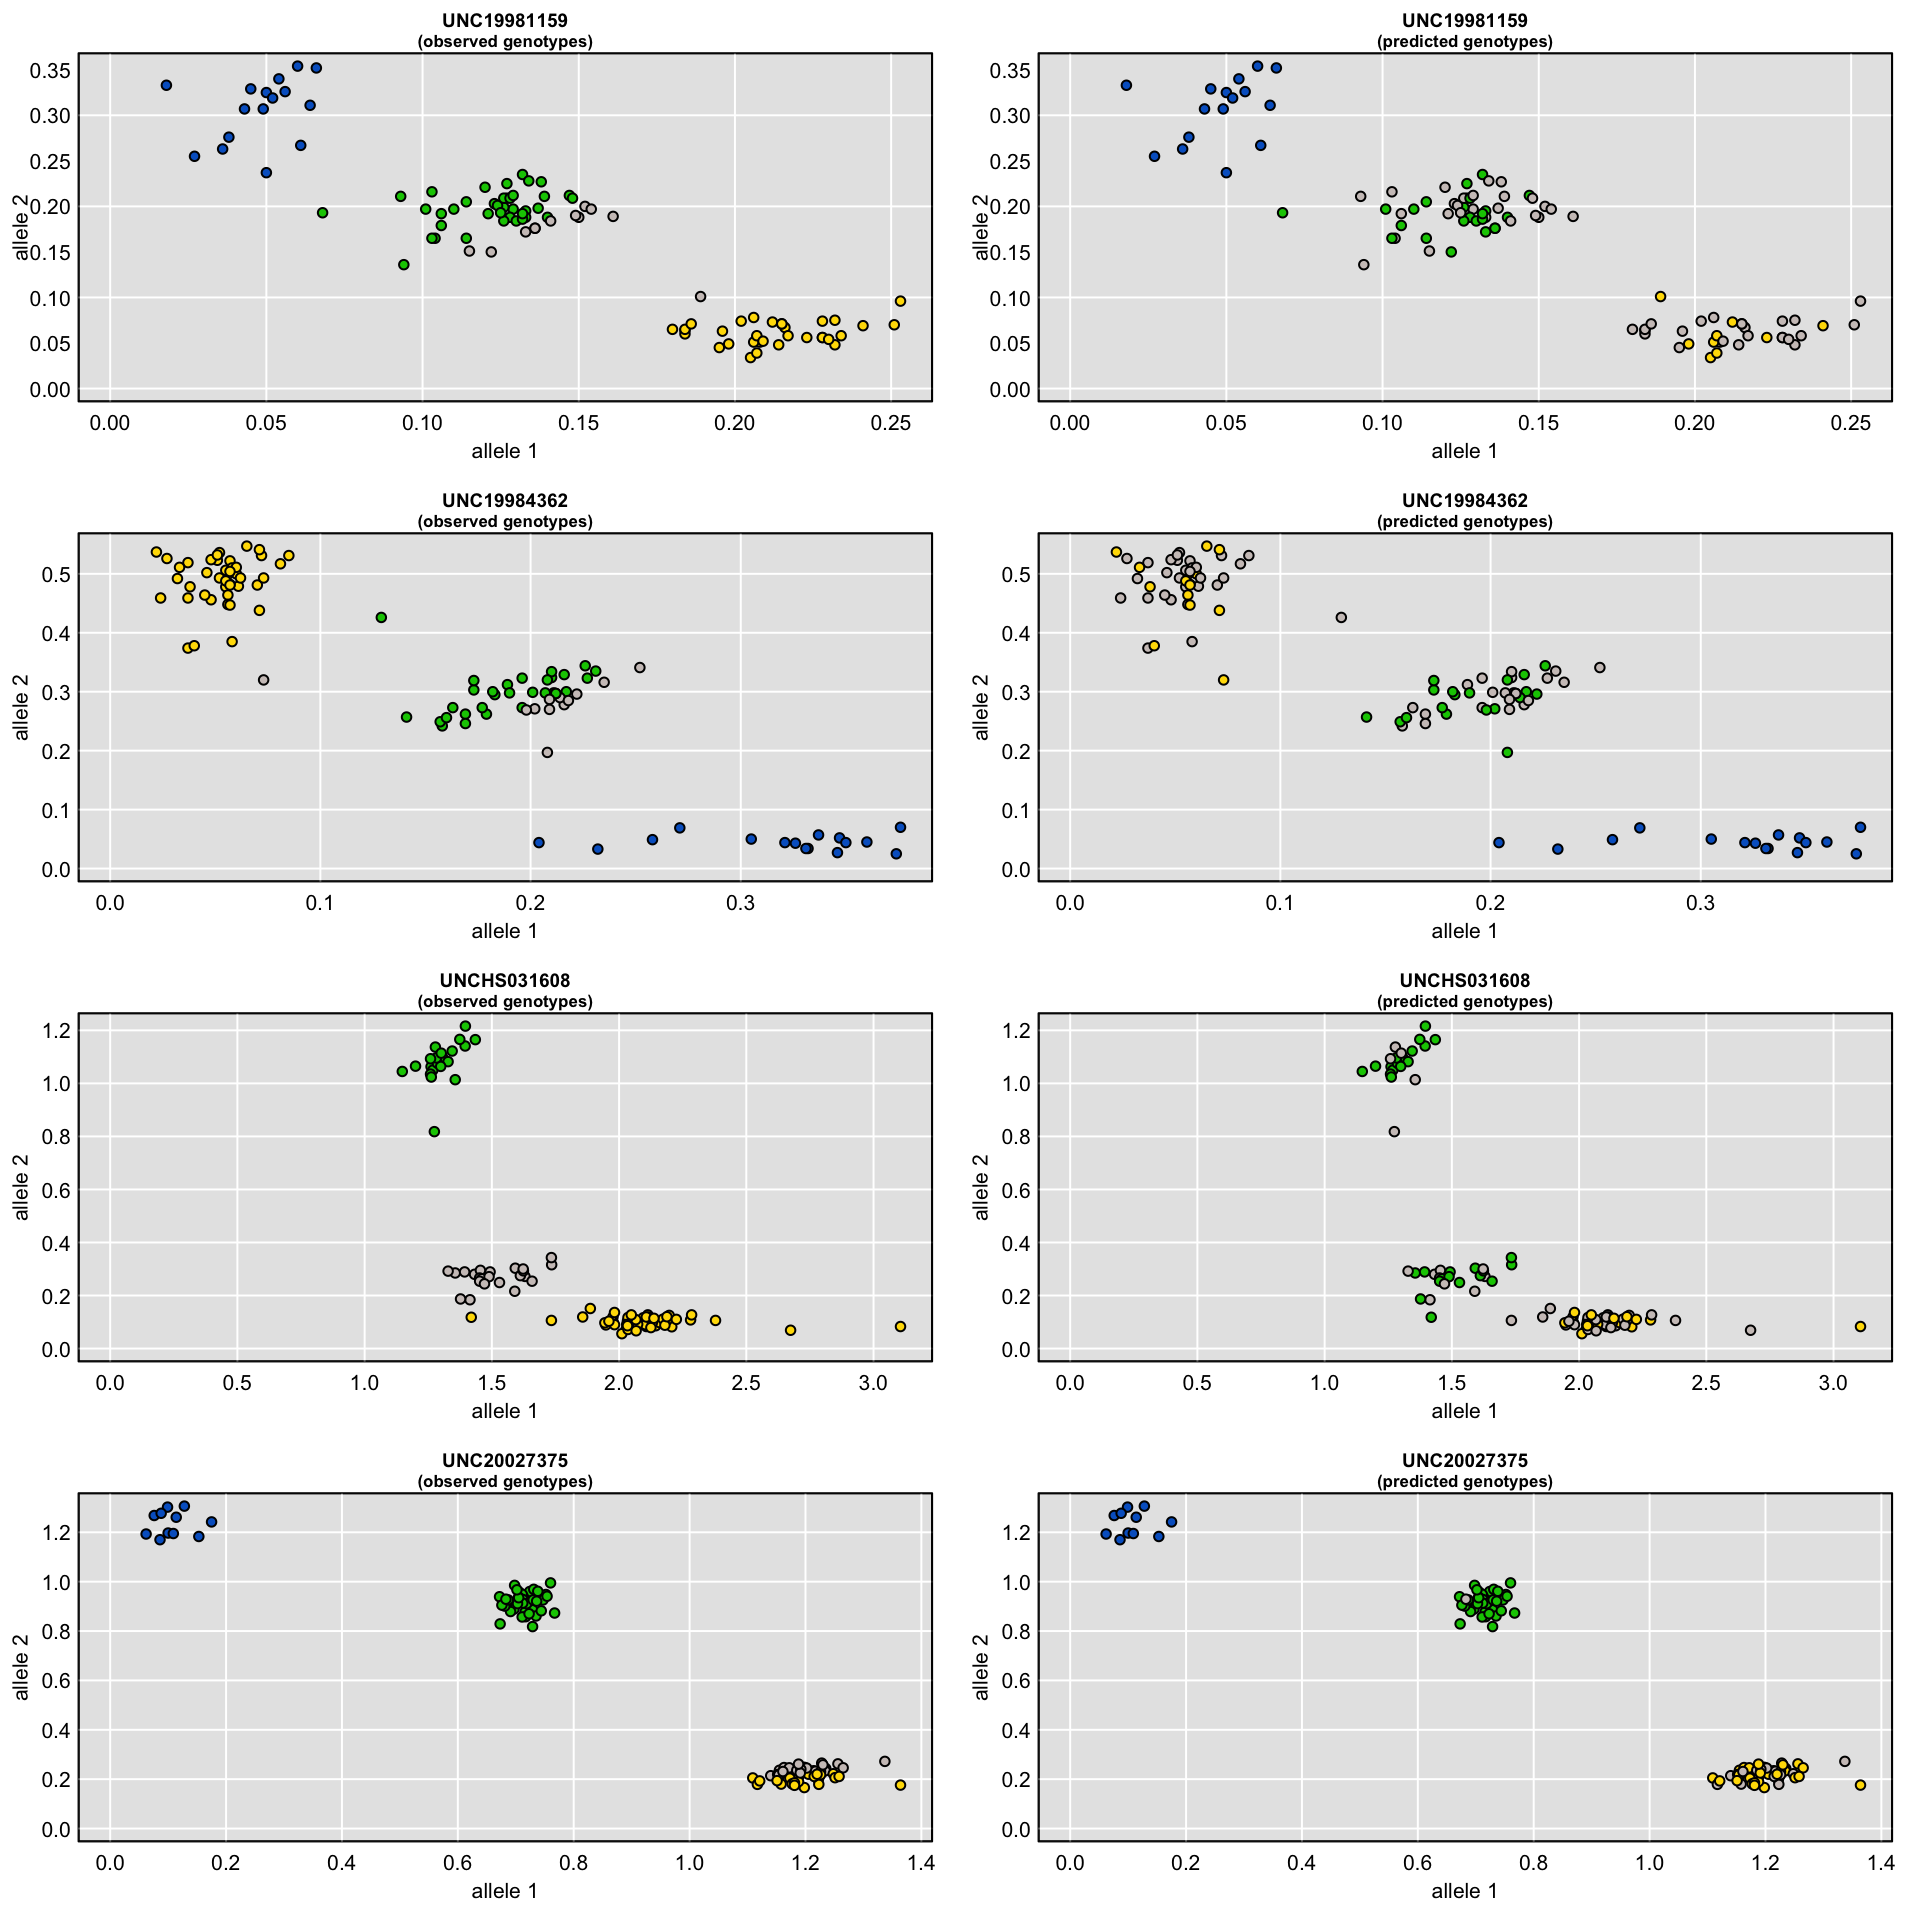 UNC19981159
(observed genotypes)
0.35
0.30
0.25
0.20
0.15
0.10
0.05
0.00
allele 2
0.00 0.05 0.10 0.15 0.20 0.25
allele 1
UNC19981159
(predicted genotypes)
0.35
0.30
0.25
0.20
0.15
0.10
0.05
0.00
allele 2
0.00 0.05 0.10 0.15 0.20 0.25
allele 1
UNC19984362
(observed genotypes)
0.5
0.4
0.3
0.2
0.1
0.0
allele 2
0.0 0.1 0.2 0.3
allele 1
UNC19984362
(predicted genotypes)
0.5
0.4
0.3
0.2
0.1
0.0
allele 2
0.0 0.1 0.2 0.3
allele 1
UNCHS031608
(observed genotypes)
1.2
1.0
0.8
0.6
0.4
0.2
0.0
allele 2
0.0 0.5 1.0 1.5 2.0 2.5 3.0
allele 1
UNCHS031608
(predicted genotypes)
1.2
1.0
0.8
0.6
0.4
0.2
0.0
allele 2
0.0 0.5 1.0 1.5 2.0 2.5 3.0
allele 1
UNC20027375
(observed genotypes)
1.2
1.0
0.8
0.6
0.4
0.2
0.0
allele 2
0.0 0.2 0.4 0.6 0.8 1.0 1.2 1.4
allele 1
UNC20027375
(predicted genotypes)
1.2
1.0
0.8
0.6
0.4
0.2
0.0
allele 2
0.0 0.2 0.4 0.6 0.8 1.0 1.2 1.4
allele 1